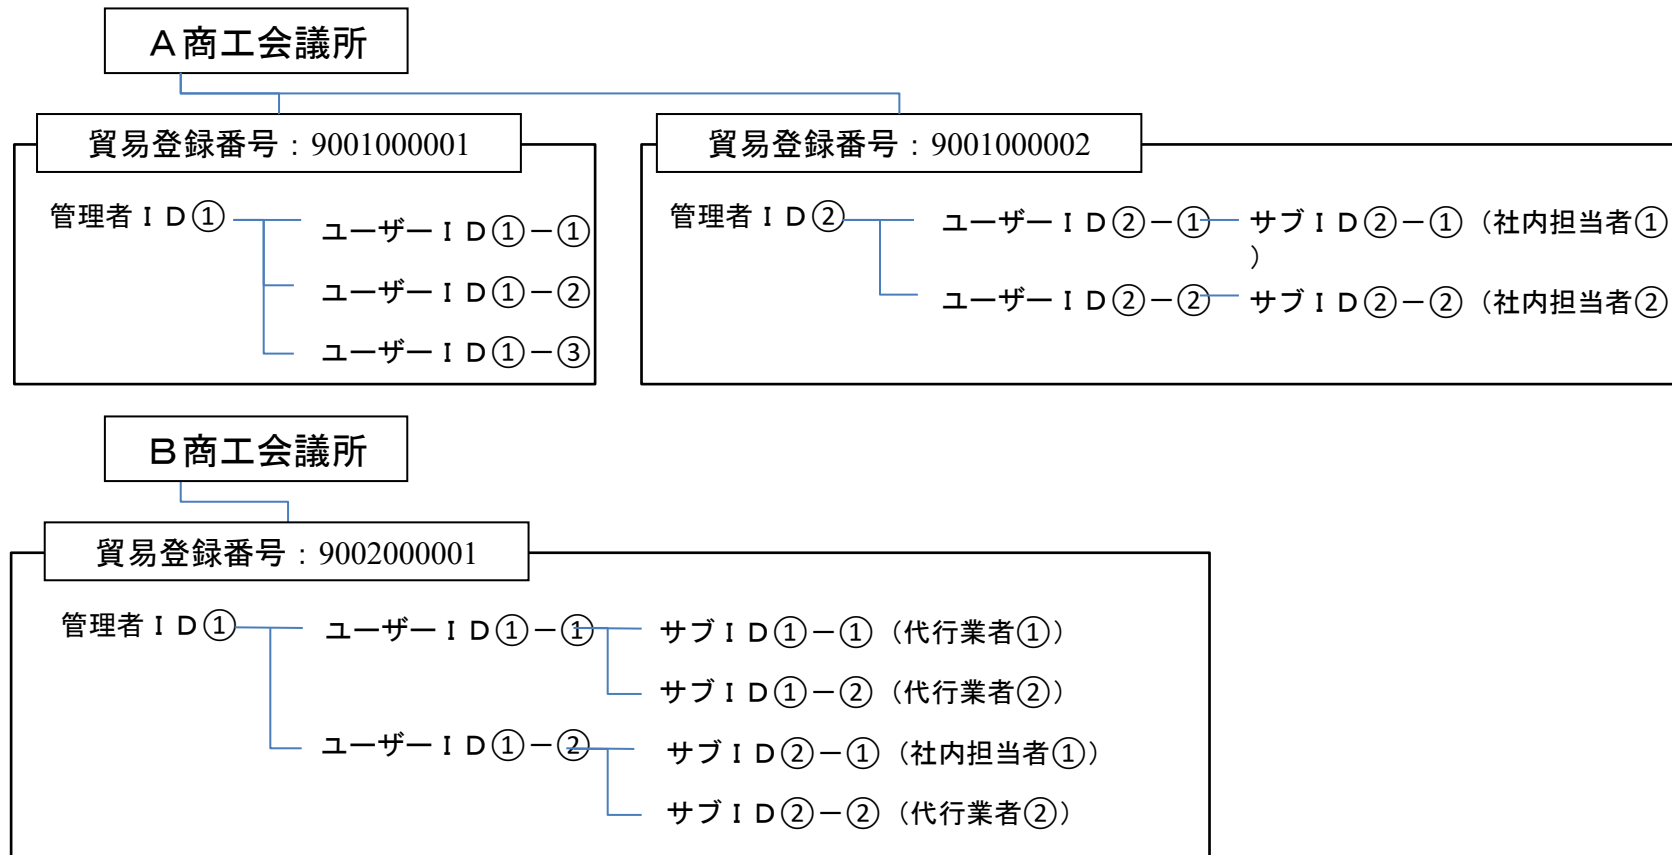 Ａ商工会議所
貿易登録番号：9001000001
管理者ＩＤ①
ユーザーＩＤ①－①
ユーザーＩＤ①－②
ユーザーＩＤ①－③
貿易登録番号：9001000002
管理者ＩＤ②
ユーザーＩＤ②－①
サブＩＤ②－①（社内担当者①
）
ユーザーＩＤ②－②
サブＩＤ②－②（社内担当者②
Ｂ商工会議所
貿易登録番号：9002000001
管理者ＩＤ①
ユーザーＩＤ①－①
サブＩＤ①－①（代行業者①）
サブＩＤ①－②（代行業者②）
ユーザーＩＤ①－②
サブＩＤ②－①（社内担当者①）
サブＩＤ②－②（代行業者②）